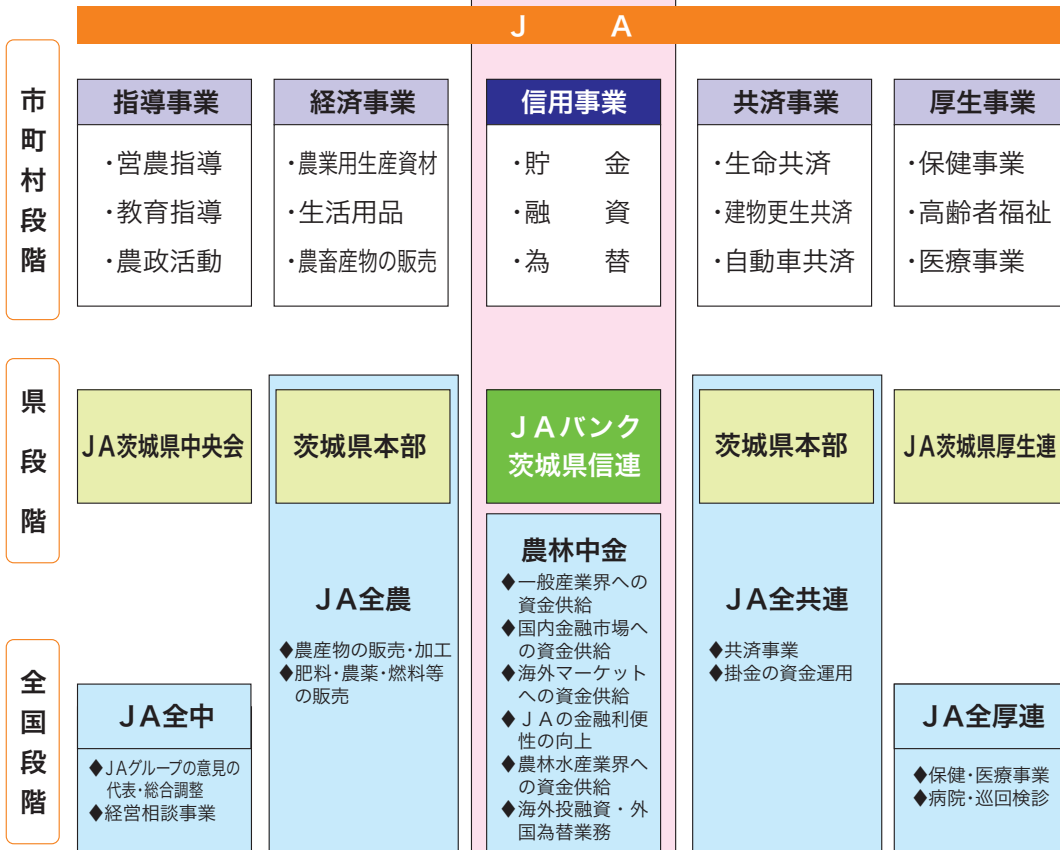 JA
市町村段階
指導事業
・営農指導
・教育指導
・農政活動
経済事業
・農業用生産資材
・生活用品
・農畜産物の販売
信用事業
・貯金
・融資
・為替
共済事業
・生命共済
・建物更生共済
・自動車共済
厚生事業
・保健事業
・高齢者福祉
・医療事業
県段階
JA茨城県中央会
茨城県本部
JAバンク
茨城県信連
茨城県本部
JA茨城県厚生連
全国段階
JA全中
◆JAグループの意見の
代表・総合調整
◆経営相談事業
JA全農
◆農産物の販売・加工
◆肥料・農薬・燃料等
の販売
農林中金
◆一般産業界への
資金供給
◆国内金融市場へ
の資金供給
◆海外マーケット
への資金供給
◆JAの金融利便
性の向上
◆農林水産業界へ
の資金供給
◆海外投融資・外
国為替業務
JA全共連
◆共済事業
◆掛金の資金運用
JA全厚連
◆保健・医療事業
◆病院・巡回検診